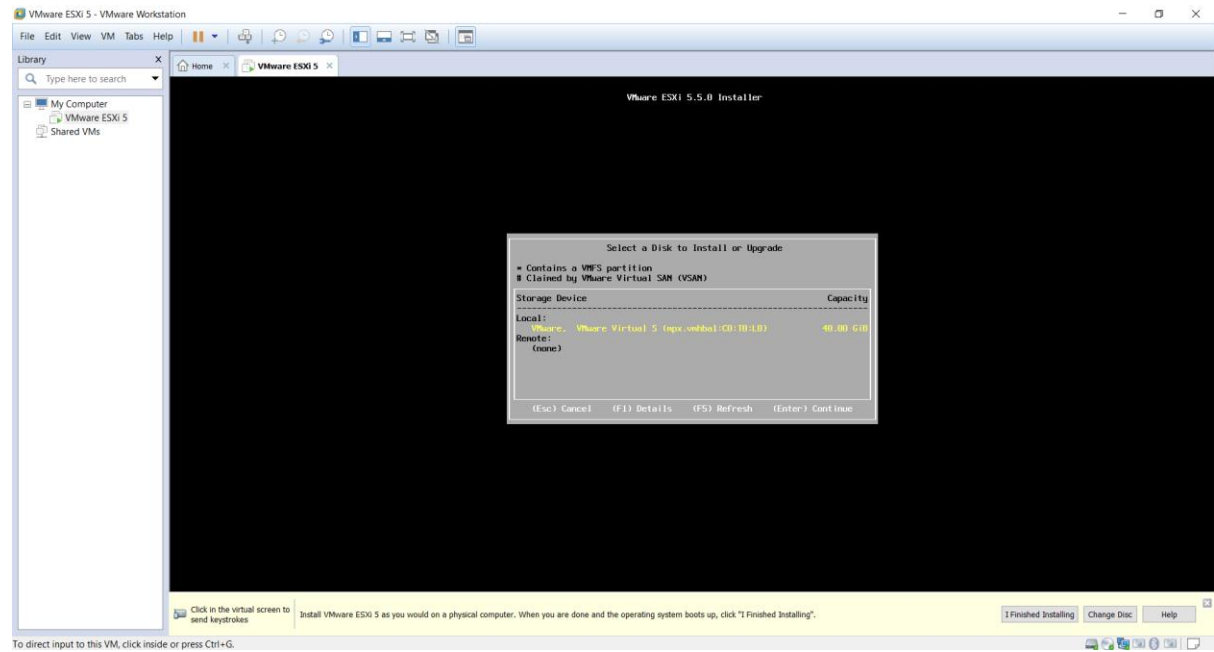 VMware ESXi 5 - VMware Workstation
File Edit View VM Tabs Help
Library X
Home × VMware ESXi 5 ×
Type here to search
My Computer
VMware ESXi 5
Shared VMs
VMware ESXi 5.5.0 Installer
Select a Disk to Install or Upgrade
* Contains a VMFS partition
# Claimed by VMware Virtual SAN (VSAN)
Storage Device Capacity
Local:
VMware, VMware Virtual S (mpx.vmhba1:C0:T0:L0) 40.00 GiB
Remote:
(none)
(Esc) Cancel (F1) Details (F5) Refresh (Enter) Continue
Click in the virtual screen to
send keystrokes
Install VMware ESXi 5 as you would on a physical computer. When you are done and the operating system boots up, click "I Finished Installing".
I Finished Installing Change Disc Help
To direct input to this VM, click inside or press Ctrl+G.